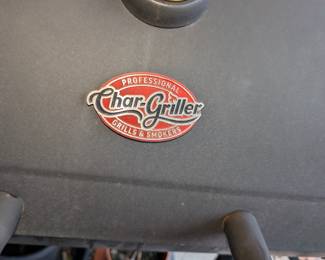 PROFESSIONAL
Char-Griller
GRILLS & SMOKERS